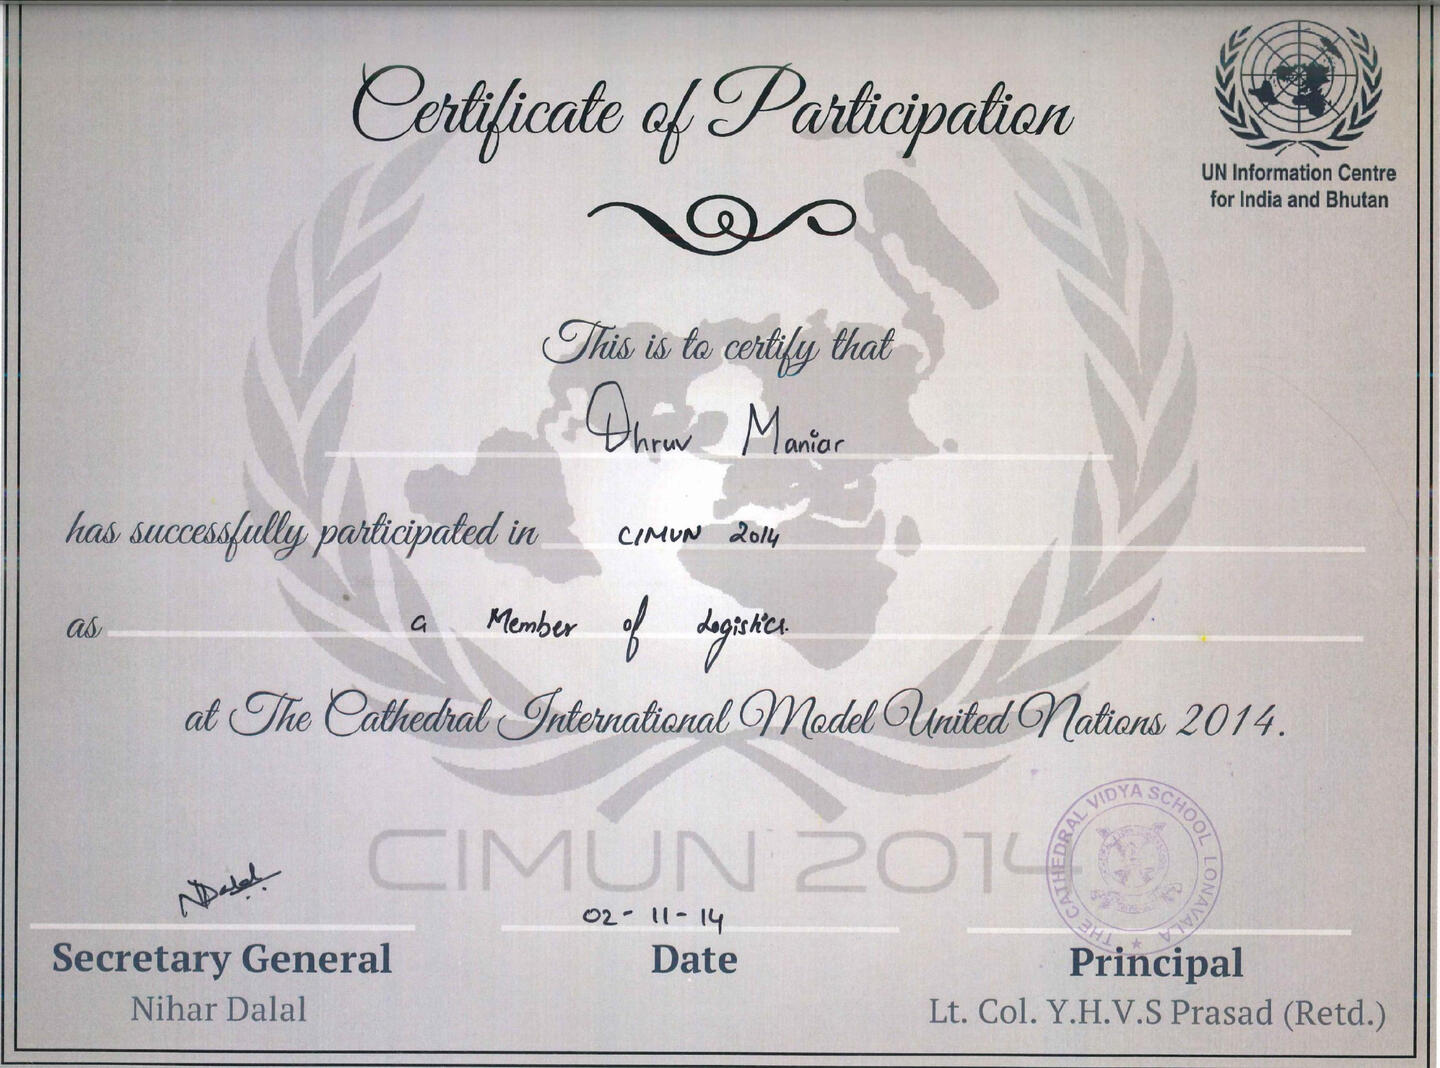 Certificate of Participation
UN Information Centre
for India and Bhutan
This is to certify that
Dhruv Maniar
has successfully participated in CIMUN 2014
as a Member of Logistics.
at The Cathedral International Model United Nations 2014.
CIMUN 2014
THE CATHEDRAL VIDYA SCHOOL LONAVALA
NDalal
02-11-14
Secretary General
Date
Principal
Nihar Dalal
Lt. Col. Y.H.V.S Prasad (Retd.)